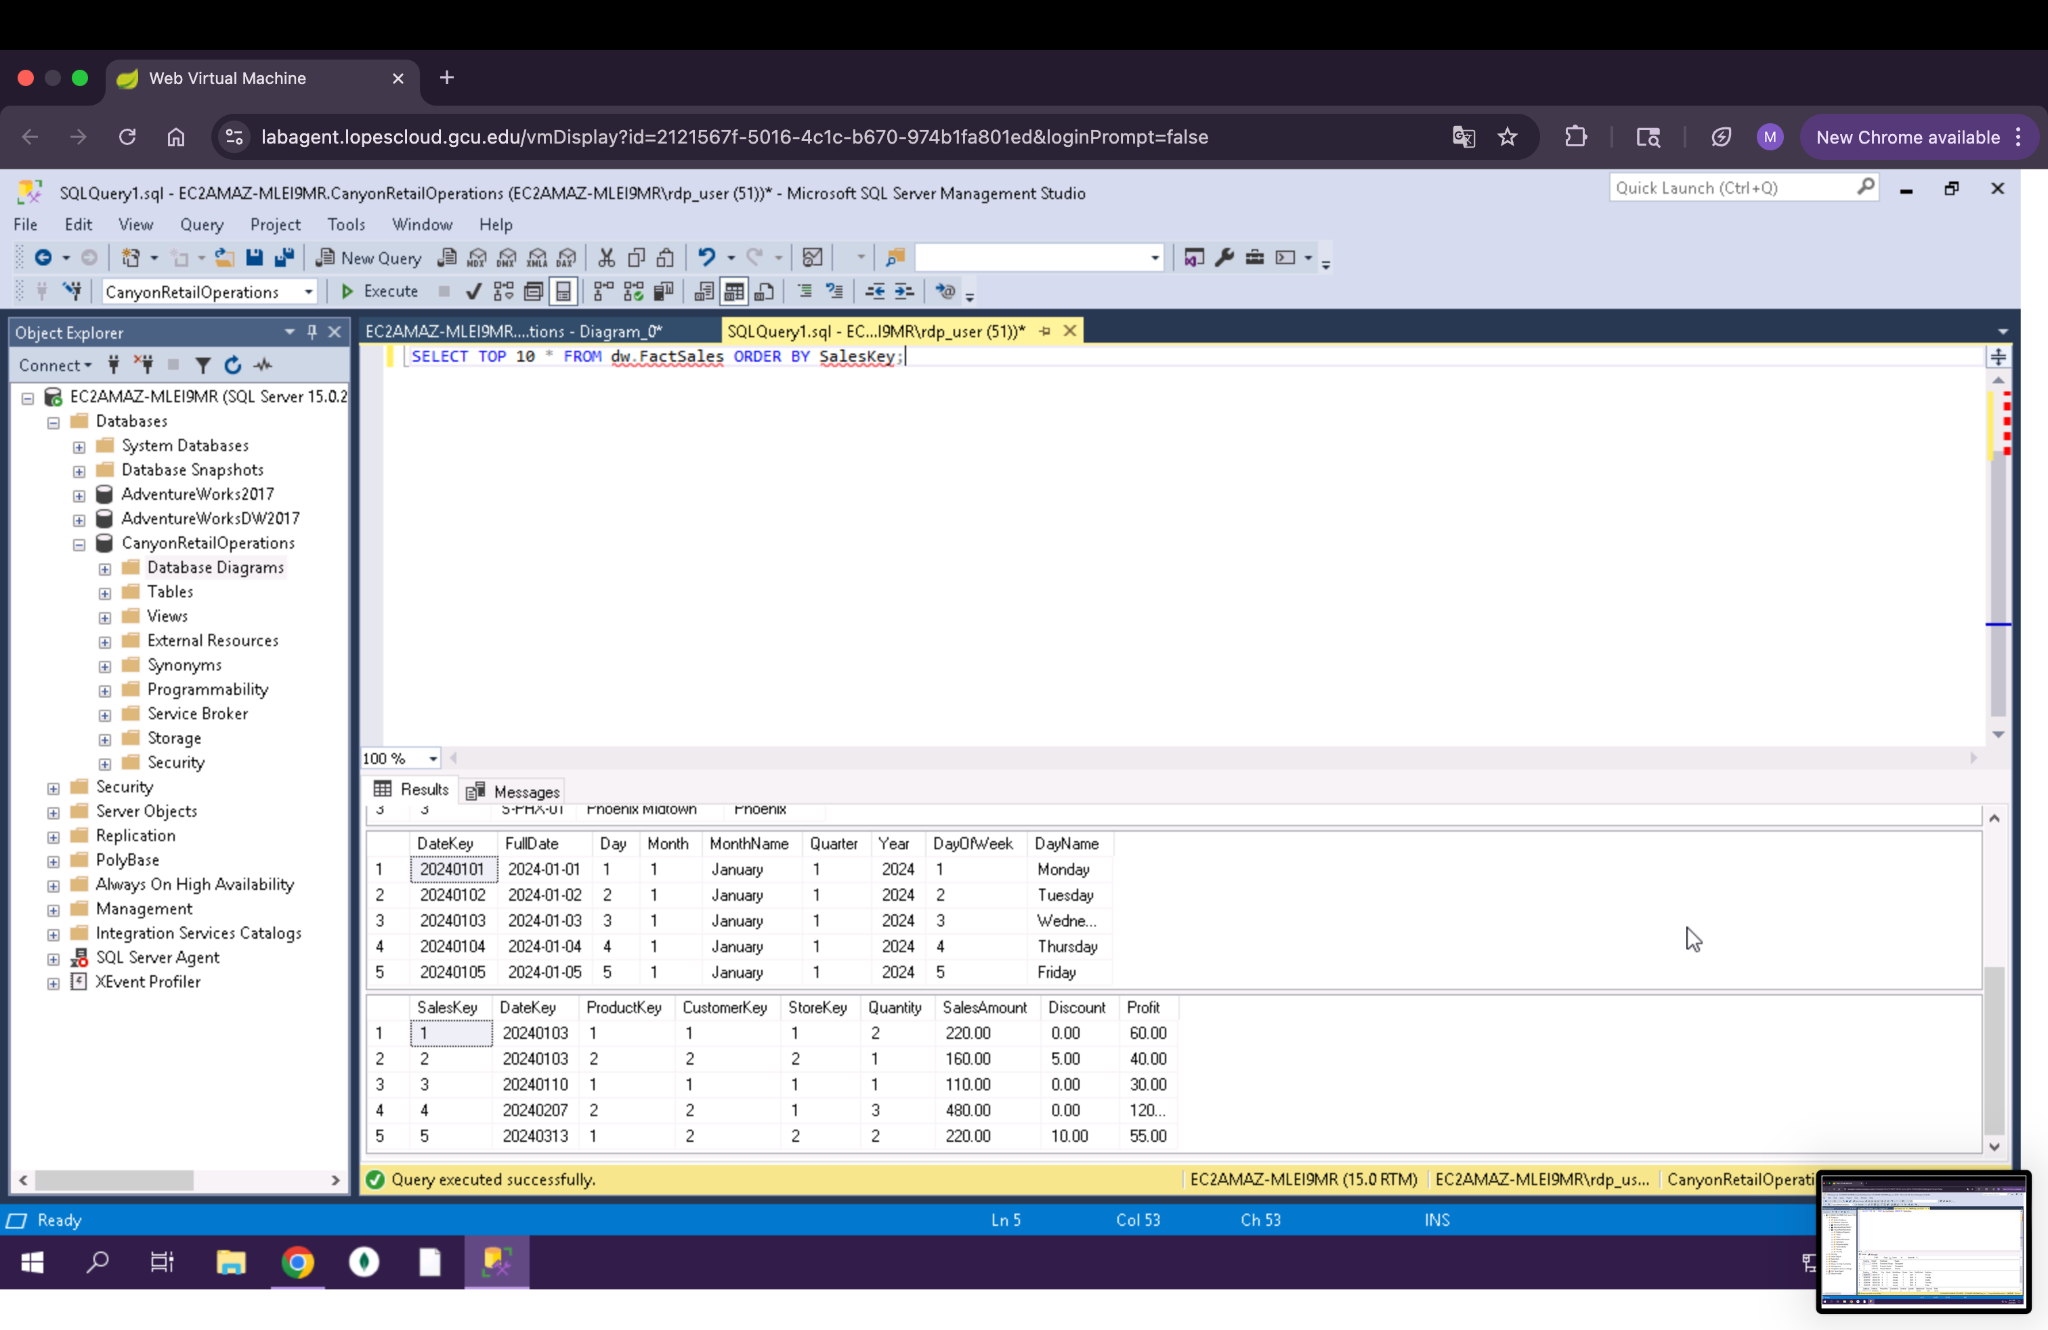 Web Virtual Machine
labagent.lopescloud.gcu.edu/vmDisplay?id=2121567f-5016-4c1c-b670-974b1fa801ed&loginPrompt=false
M
New Chrome available
SQLQuery1.sql - EC2AMAZ-MLEI9MR.CanyonRetailOperations (EC2AMAZ-MLEI9MR\rdp_user (51))* - Microsoft SQL Server Management Studio
Quick Launch (Ctrl+Q)
File Edit View Query Project Tools Window Help
New Query MDX DMX XMLA DAX
CanyonRetailOperations Execute
Object Explorer
EC2AMAZ-MLEI9MR....tions - Diagram_0*
SQLQuery1.sql - EC...I9MR\rdp_user (51))*
Connect
SELECT TOP 10 * FROM dw.FactSales ORDER BY SalesKey;
EC2AMAZ-MLEI9MR (SQL Server 15.0.2
Databases
System Databases
Database Snapshots
AdventureWorks2017
AdventureWorksDW2017
CanyonRetailOperations
Database Diagrams
Tables
Views
External Resources
Synonyms
Programmability
Service Broker
Storage
Security
Security
Server Objects
Replication
PolyBase
Always On High Availability
Management
Integration Services Catalogs
SQL Server Agent
XEvent Profiler
100 %
Results Messages
3 3 S-PHX-01 Phoenix Midtown Phoenix
DateKey FullDate Day Month MonthName Quarter Year DayOfWeek DayName
1 20240101 2024-01-01 1 1 January 1 2024 1 Monday
2 20240102 2024-01-02 2 1 January 1 2024 2 Tuesday
3 20240103 2024-01-03 3 1 January 1 2024 3 Wedne...
4 20240104 2024-01-04 4 1 January 1 2024 4 Thursday
5 20240105 2024-01-05 5 1 January 1 2024 5 Friday
SalesKey DateKey ProductKey CustomerKey StoreKey Quantity SalesAmount Discount Profit
1 1 20240103 1 1 1 2 220.00 0.00 60.00
2 2 20240103 2 2 2 1 160.00 5.00 40.00
3 3 20240110 1 1 1 1 110.00 0.00 30.00
4 4 20240207 2 2 1 3 480.00 0.00 120...
5 5 20240313 1 2 2 2 220.00 10.00 55.00
Query executed successfully.
EC2AMAZ-MLEI9MR (15.0 RTM) EC2AMAZ-MLEI9MR\rdp_us... CanyonRetailOperati
Ready Ln 5 Col 53 Ch 53 INS